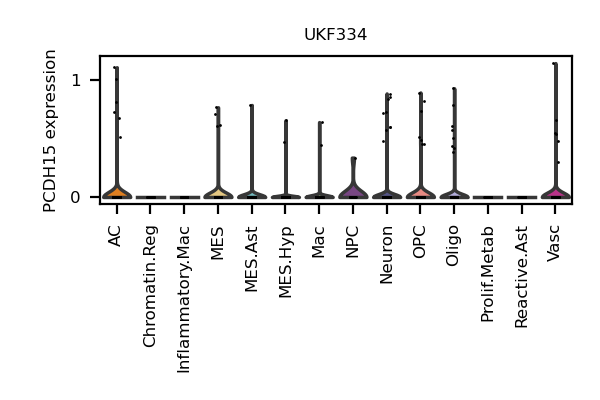 UKF334
PCDH15 expression
1
0
AC
Chromatin.Reg
Inflammatory.Mac
MES
MES.Ast
MES.Hyp
Mac
NPC
Neuron
OPC
Oligo
Prolif.Metab
Reactive.Ast
Vasc